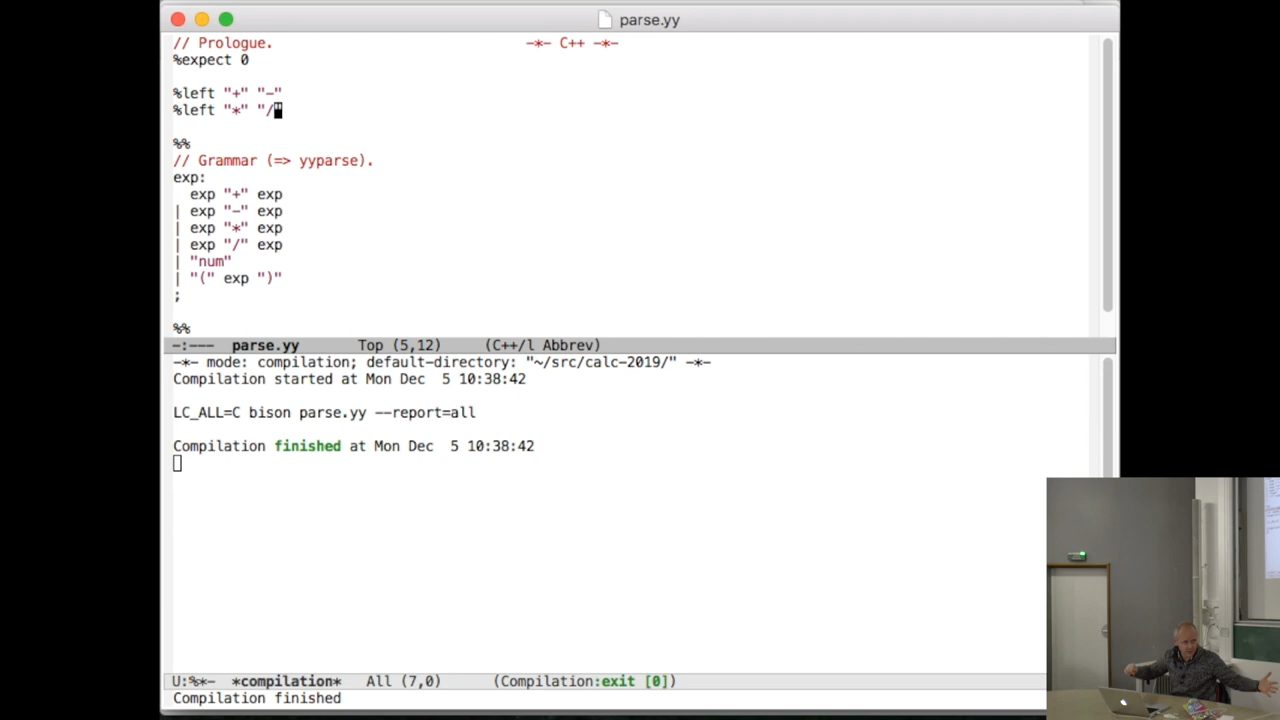 parse.yy
// Prologue. -*- C++ -*-
%expect 0
%left "+" "-"
%left "*" "/"
%%
// Grammar (=> yyparse).
exp:
exp "+" exp
| exp "-" exp
| exp "*" exp
| exp "/" exp
| "num"
| "(" exp ")"
;
%%
-:--- parse.yy Top (5,12) (C++/l Abbrev)
-*- mode: compilation; default-directory: "~/src/calc-2019/" -*-
Compilation started at Mon Dec 5 10:38:42
LC_ALL=C bison parse.yy --report=all
Compilation finished at Mon Dec 5 10:38:42
U:%*- *compilation* All (7,0) (Compilation:exit [0])
Compilation finished